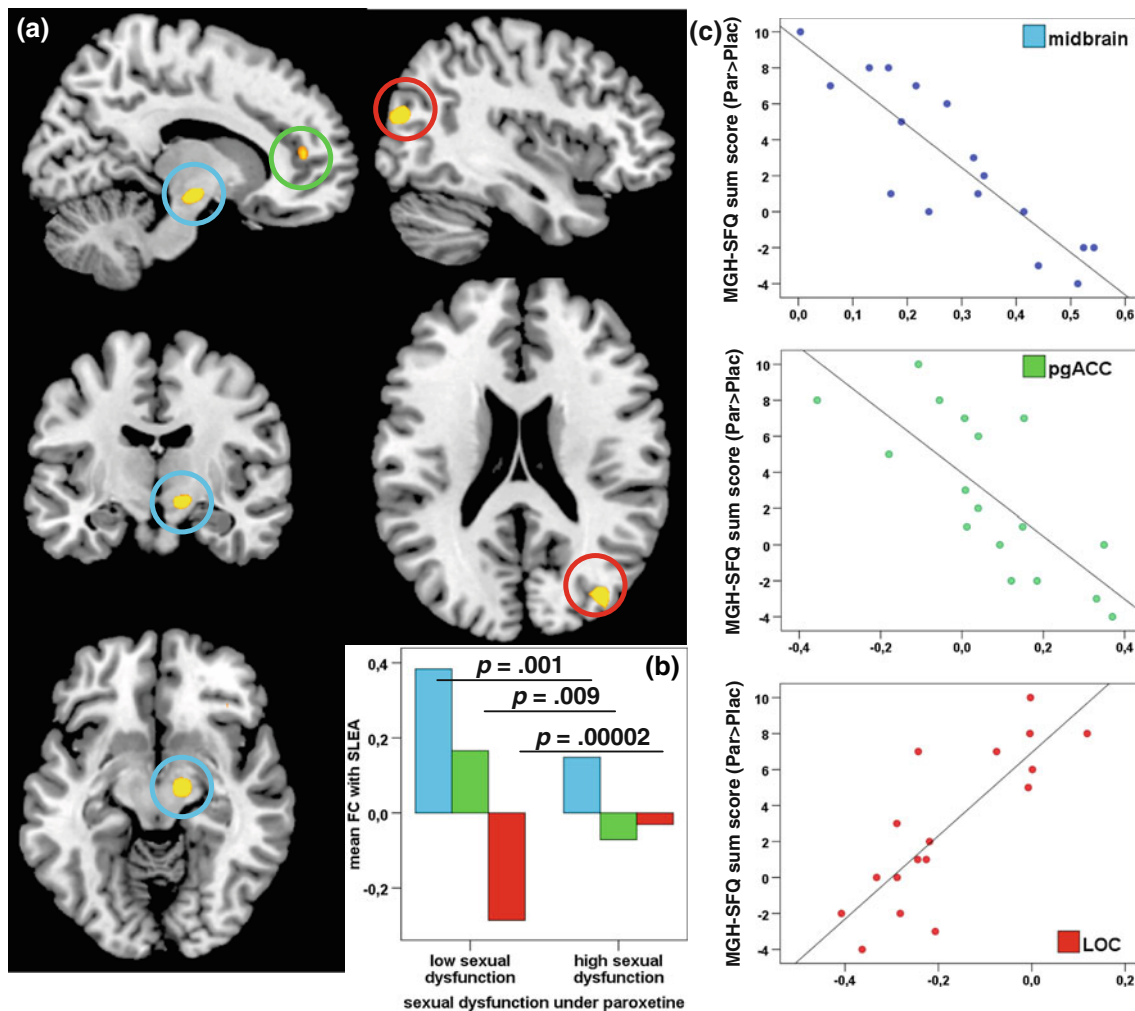 (a)
(b)
0,4
0,2
0,0
-0,2
mean FC with SLEA
p = .001
p = .009
p = .00002
low sexual
dysfunction
high sexual
dysfunction
sexual dysfunction under paroxetine
(c)
midbrain
MGH-SFQ sum score (Par>Plac)
10
8
6
4
2
0
-2
-4
0,0 0,1 0,2 0,3 0,4 0,5 0,6
pgACC
MGH-SFQ sum score (Par>Plac)
10
8
6
4
2
0
-2
-4
-0,4 -0,2 0,0 0,2 0,4
LOC
MGH-SFQ sum score (Par>Plac)
10
8
6
4
2
0
-2
-4
-0,4 -0,2 0,0 0,2